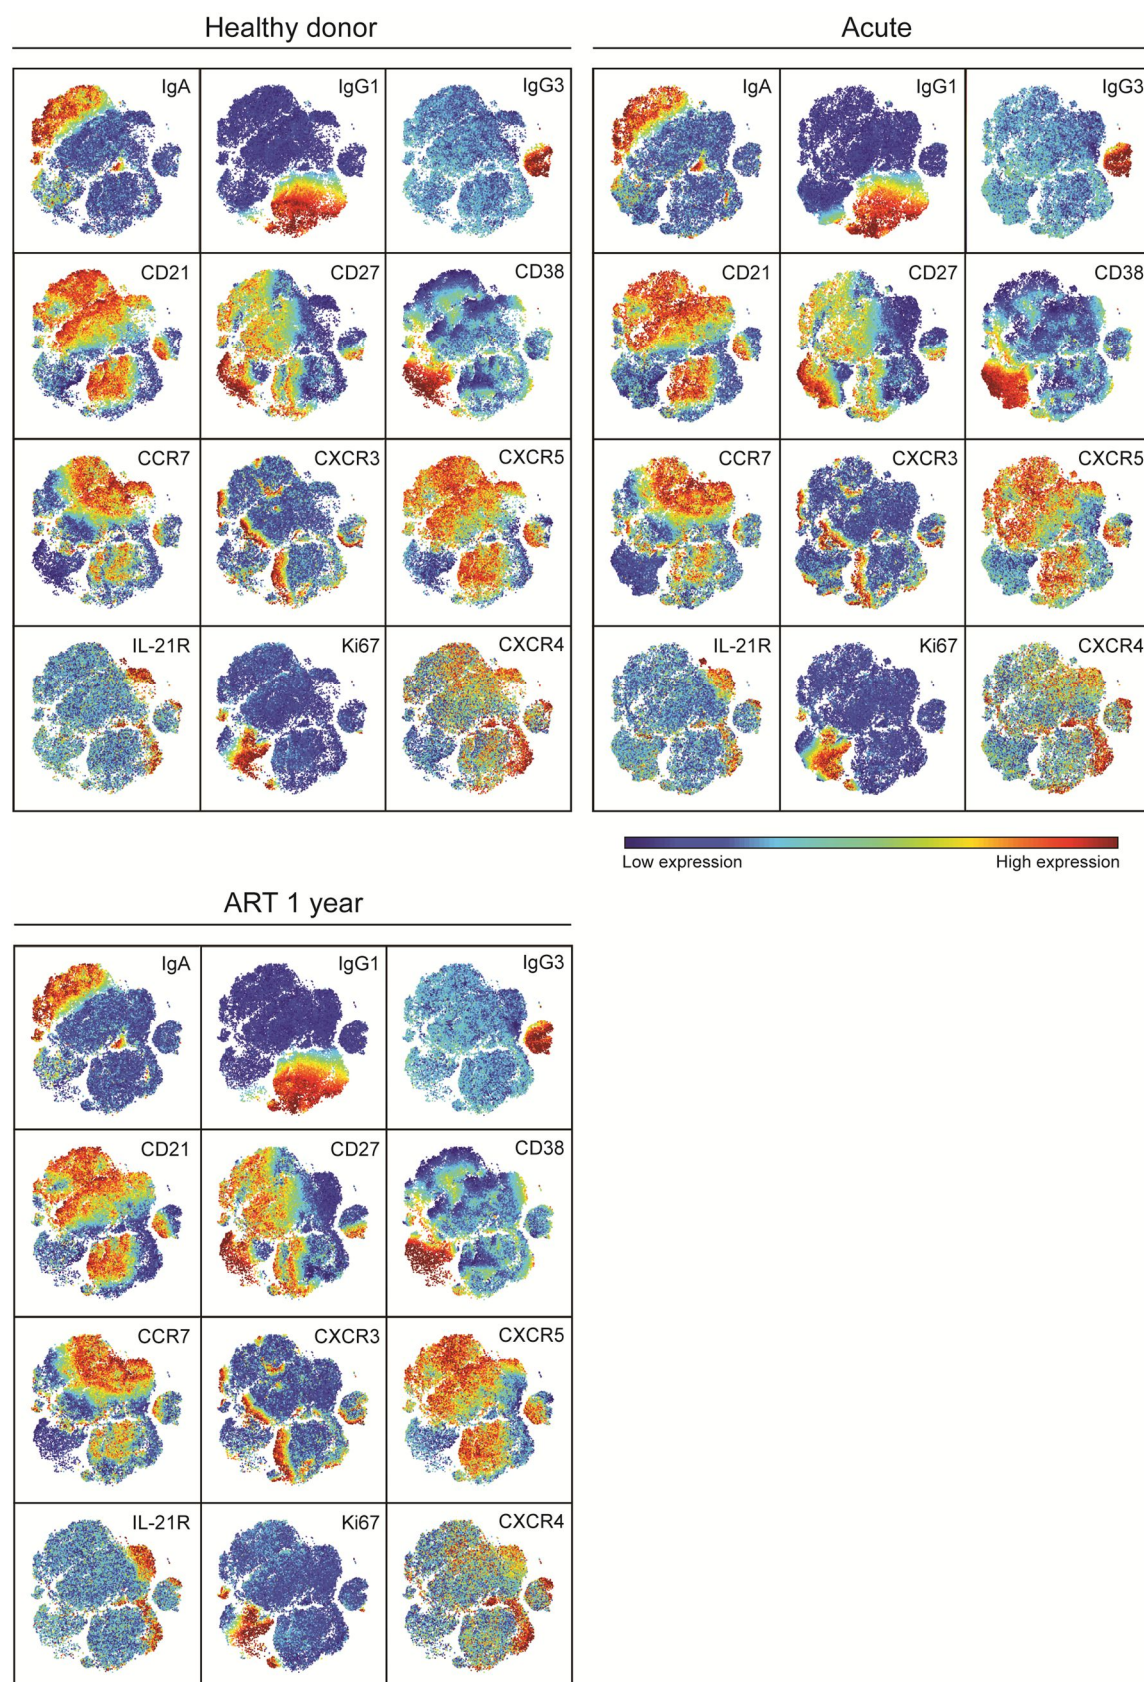 Healthy donor
IgA IgG1 IgG3
CD21 CD27 CD38
CCR7 CXCR3 CXCR5
IL-21R Ki67 CXCR4
Acute
IgA IgG1 IgG3
CD21 CD27 CD38
CCR7 CXCR3 CXCR5
IL-21R Ki67 CXCR4
Low expression High expression
ART 1 year
IgA IgG1 IgG3
CD21 CD27 CD38
CCR7 CXCR3 CXCR5
IL-21R Ki67 CXCR4